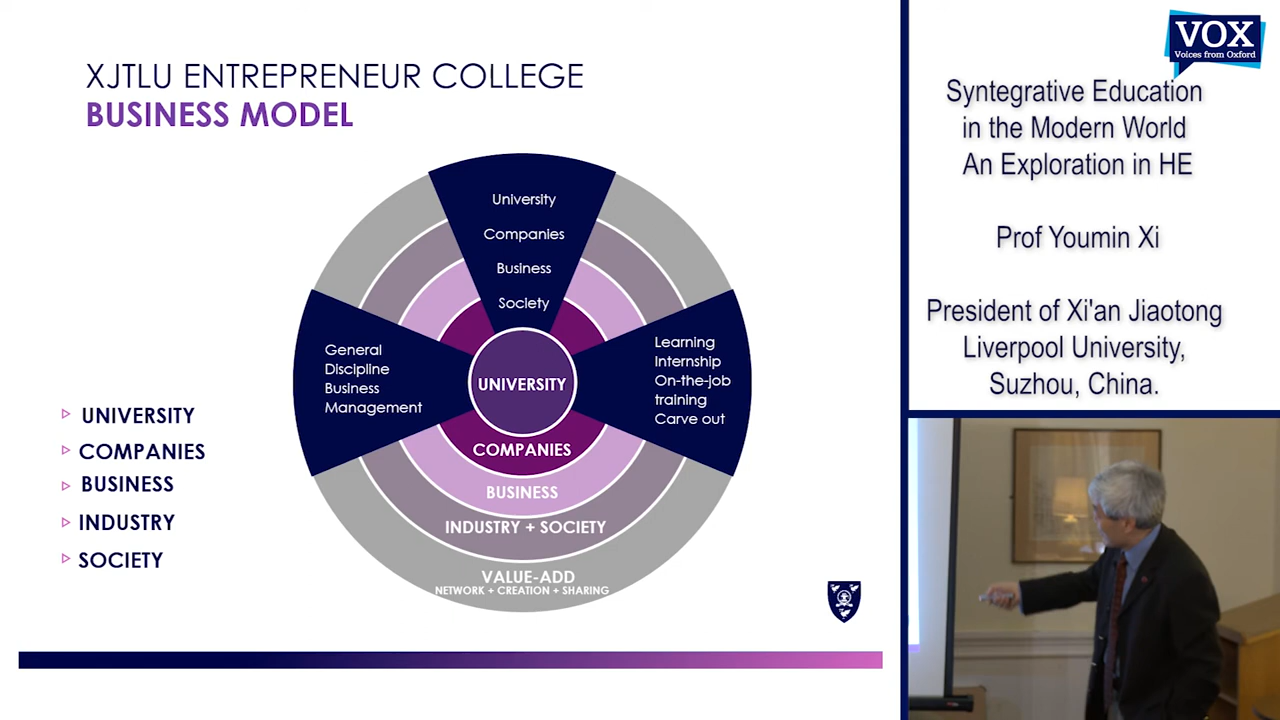 XJTLU ENTREPRENEUR COLLEGE
BUSINESS MODEL
University
Companies
Business
Society
General
Discipline
Business
Management
Learning
Internship
On-the-job
training
Carve out
UNIVERSITY
COMPANIES
BUSINESS
INDUSTRY + SOCIETY
VALUE-ADD
NETWORK + CREATION + SHARING
UNIVERSITY
COMPANIES
BUSINESS
INDUSTRY
SOCIETY
VOX
Voices from Oxford
Syntegrative Education
in the Modern World
An Exploration in HE
Prof Youmin Xi
President of Xi'an Jiaotong
Liverpool University,
Suzhou, China.